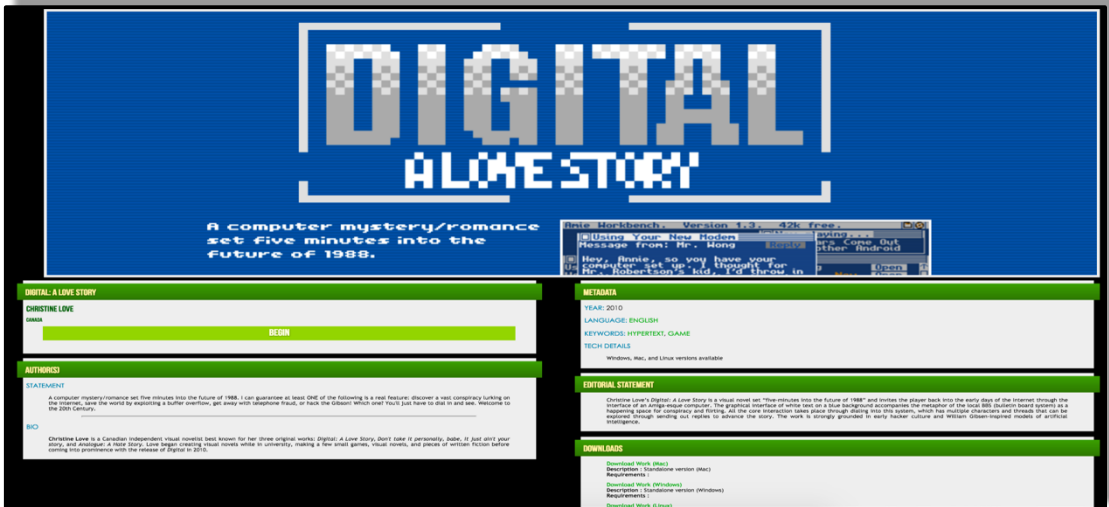 DIGITAL
A LOVE STORY
A computer mystery/romance
set five minutes into the
future of 1988.
Amie Workbench. Version 1.3. 42k free.
Using Your New Modem
Message from: Mr. Wong Reply
Hey, Annie, so you have your
computer set up. I thought for
Mr. Robertson's kid, I'd throw in
aying...
ars Come Out
other Android
Open
DIGITAL: A LOVE STORY
CHRISTINE LOVE
CANADA
BEGIN
AUTHOR(S)
STATEMENT
A computer mystery/romance set five minutes into the future of 1988. I can guarantee at least ONE of the following is a real feature: discover a vast conspiracy lurking on
the internet, save the world by exploiting a buffer overflow, get away with telephone fraud, or hack the Gibson! Which one? You'll just have to dial in and see. Welcome to
the 20th Century.
BIO
Christine Love is a Canadian independent visual novelist best known for her three original works: Digital: A Love Story, Don't take it personally, babe, it just ain't your
story, and Analogue: A Hate Story. Love began creating visual novels while in university, making a few small games, visual novels, and pieces of written fiction before
coming into prominence with the release of Digital in 2010.
METADATA
YEAR: 2010
LANGUAGE: ENGLISH
KEYWORDS: HYPERTEXT, GAME
TECH DETAILS
Windows, Mac, and Linux versions available
EDITORIAL STATEMENT
Christine Love's Digital: A Love Story is a visual novel set "five-minutes into the future of 1988" and invites the player back into the early days of the internet through the
interface of an amiga-esque computer. The graphical interface of white text on a blue background accompanies the metaphor of the local BBS (bulletin board system) as a
happening space for conspiracy and flirting. All the core interaction takes place through dialing into this system, which has multiple characters and threads that can be
explored through sending out replies to advance the story. The work is strongly grounded in early hacker culture and William Gibson-inspired models of artificial
intelligence.
DOWNLOADS
Download Work (Mac)
Description : Standalone version (Mac)
Requirements :
Download Work (Windows)
Description : Standalone version (Windows)
Requirements :
Download Work (Linux)